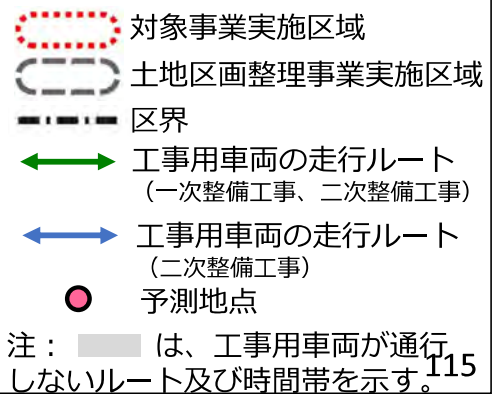 対象事業実施区域
土地区画整理事業実施区域
区界
工事用車両の走行ルート
（一次整備工事、二次整備工事）
工事用車両の走行ルート
（二次整備工事）
予測地点
注： は、工事用車両が通行
しないルート及び時間帯を示す。
115